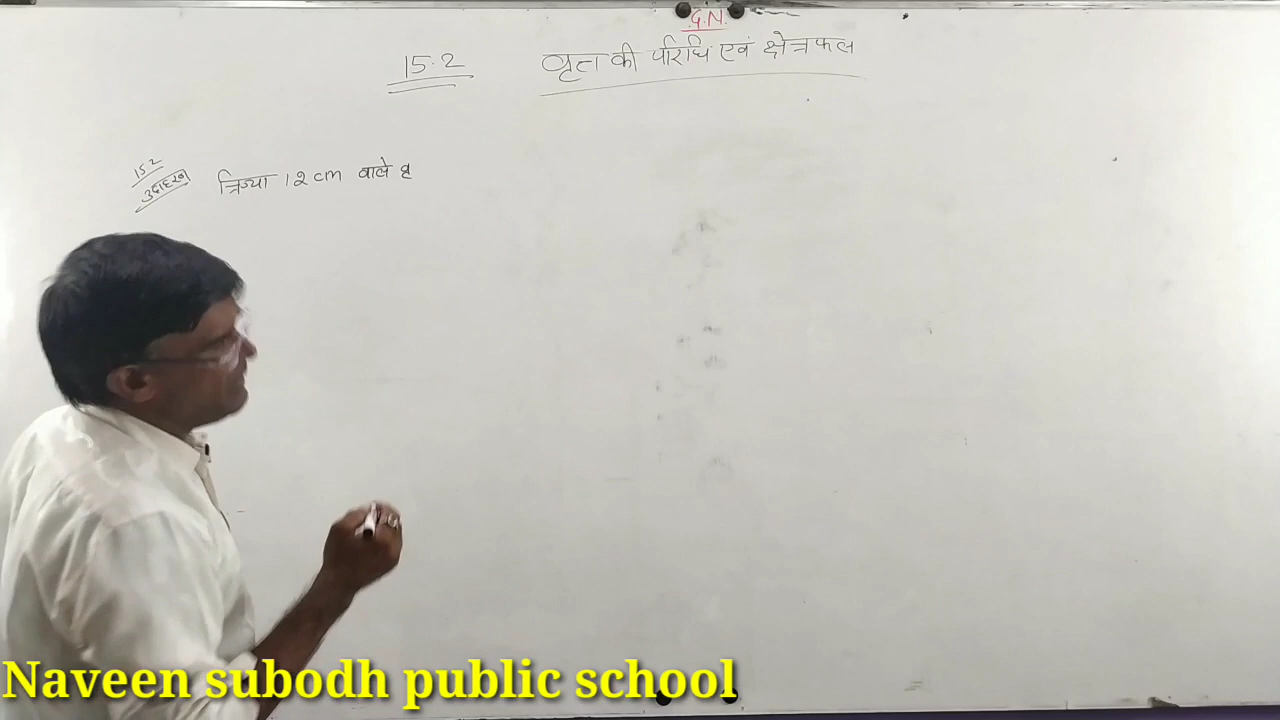 G.N.
15.2 वृत्त की परिधि एवं क्षेत्रफल
15.2
उदाहरण त्रिज्या 12 cm वाले वृ
Naveen subodh public school